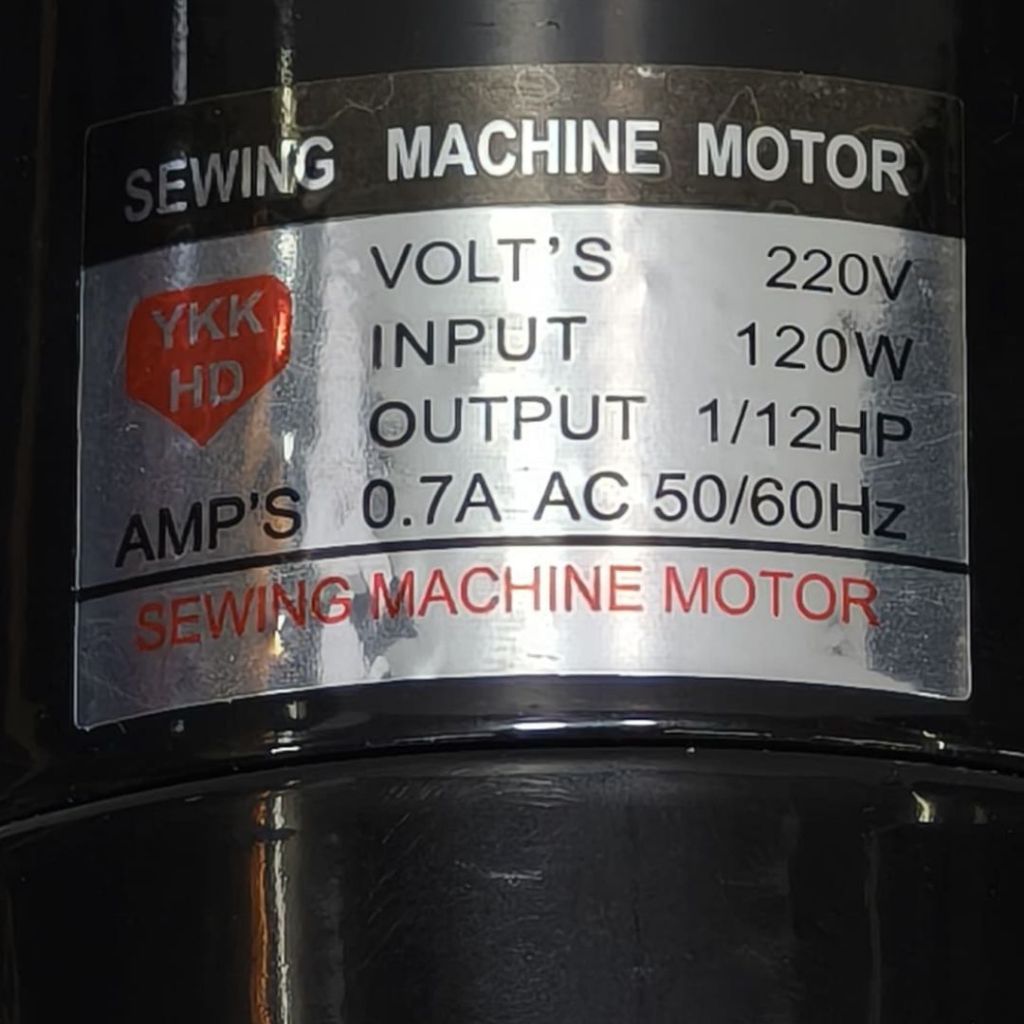 SEWING MACHINE MOTOR
YKK
HD
VOLT'S 220V
INPUT 120W
OUTPUT 1/12HP
AMP'S 0.7A AC 50/60Hz
SEWING MACHINE MOTOR